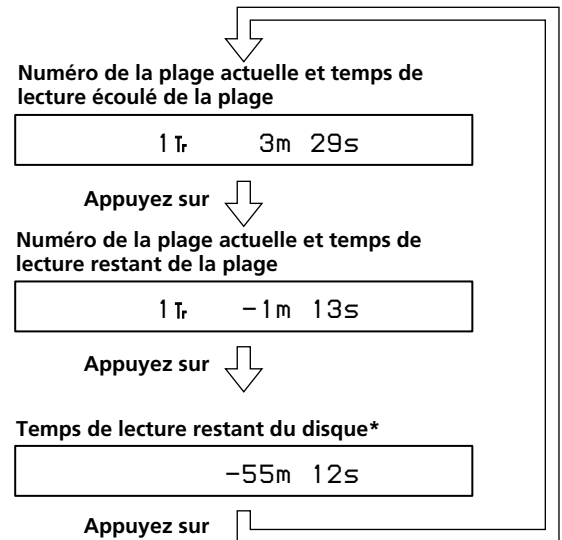 Numéro de la plage actuelle et temps de
lecture écoulé de la plage
1 Tr 3m 29s
Appuyez sur
Numéro de la plage actuelle et temps de
lecture restant de la plage
1 Tr −1m 13s
Appuyez sur
Temps de lecture restant du disque*
−55m 12s
Appuyez sur